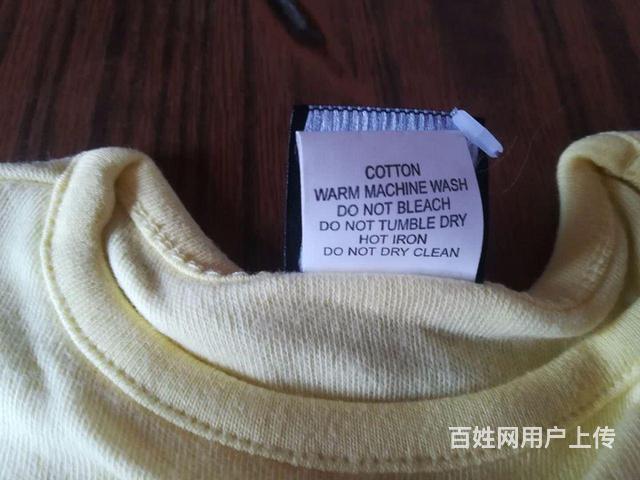 COTTON
WARM MACHINE WASH
DO NOT BLEACH
DO NOT TUMBLE DRY
HOT IRON
DO NOT DRY CLEAN
百姓网用户上传